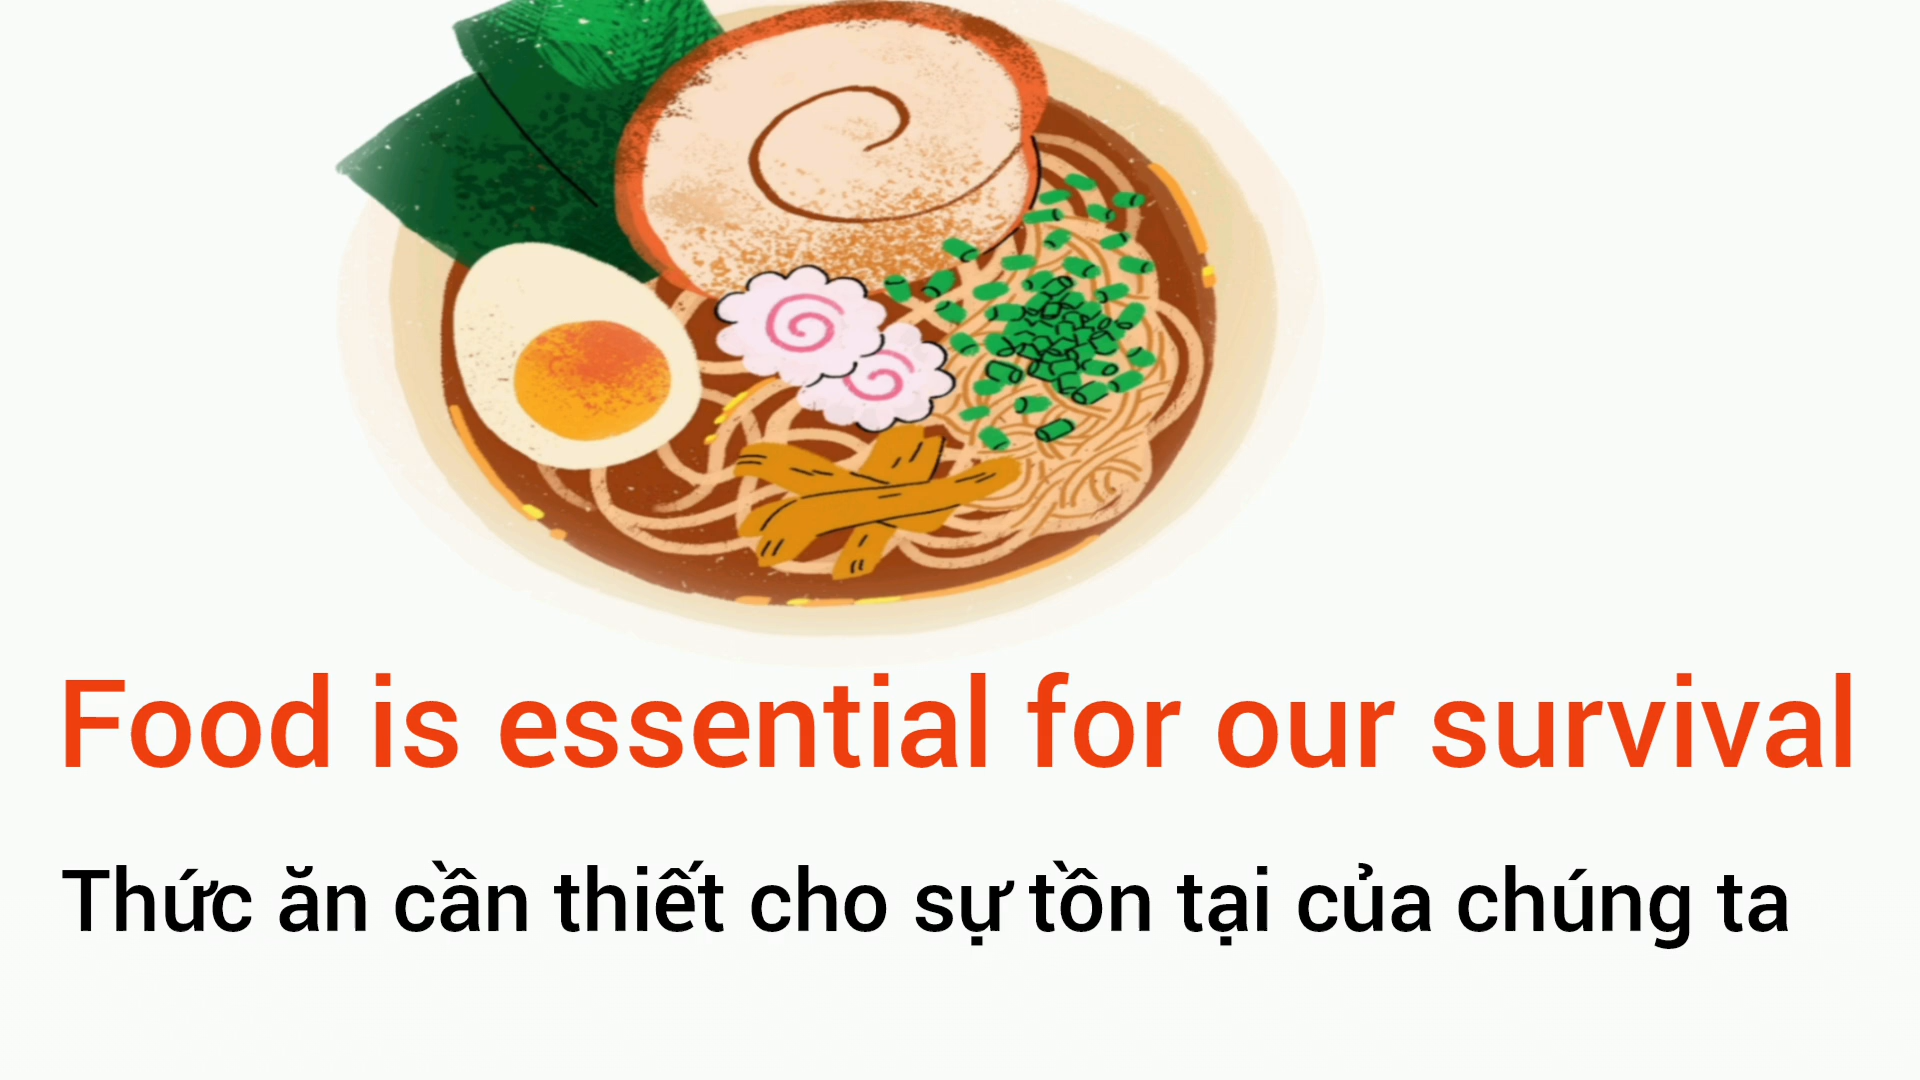 Food is essential for our survival
Thức ăn cần thiết cho sự tồn tại của chúng ta